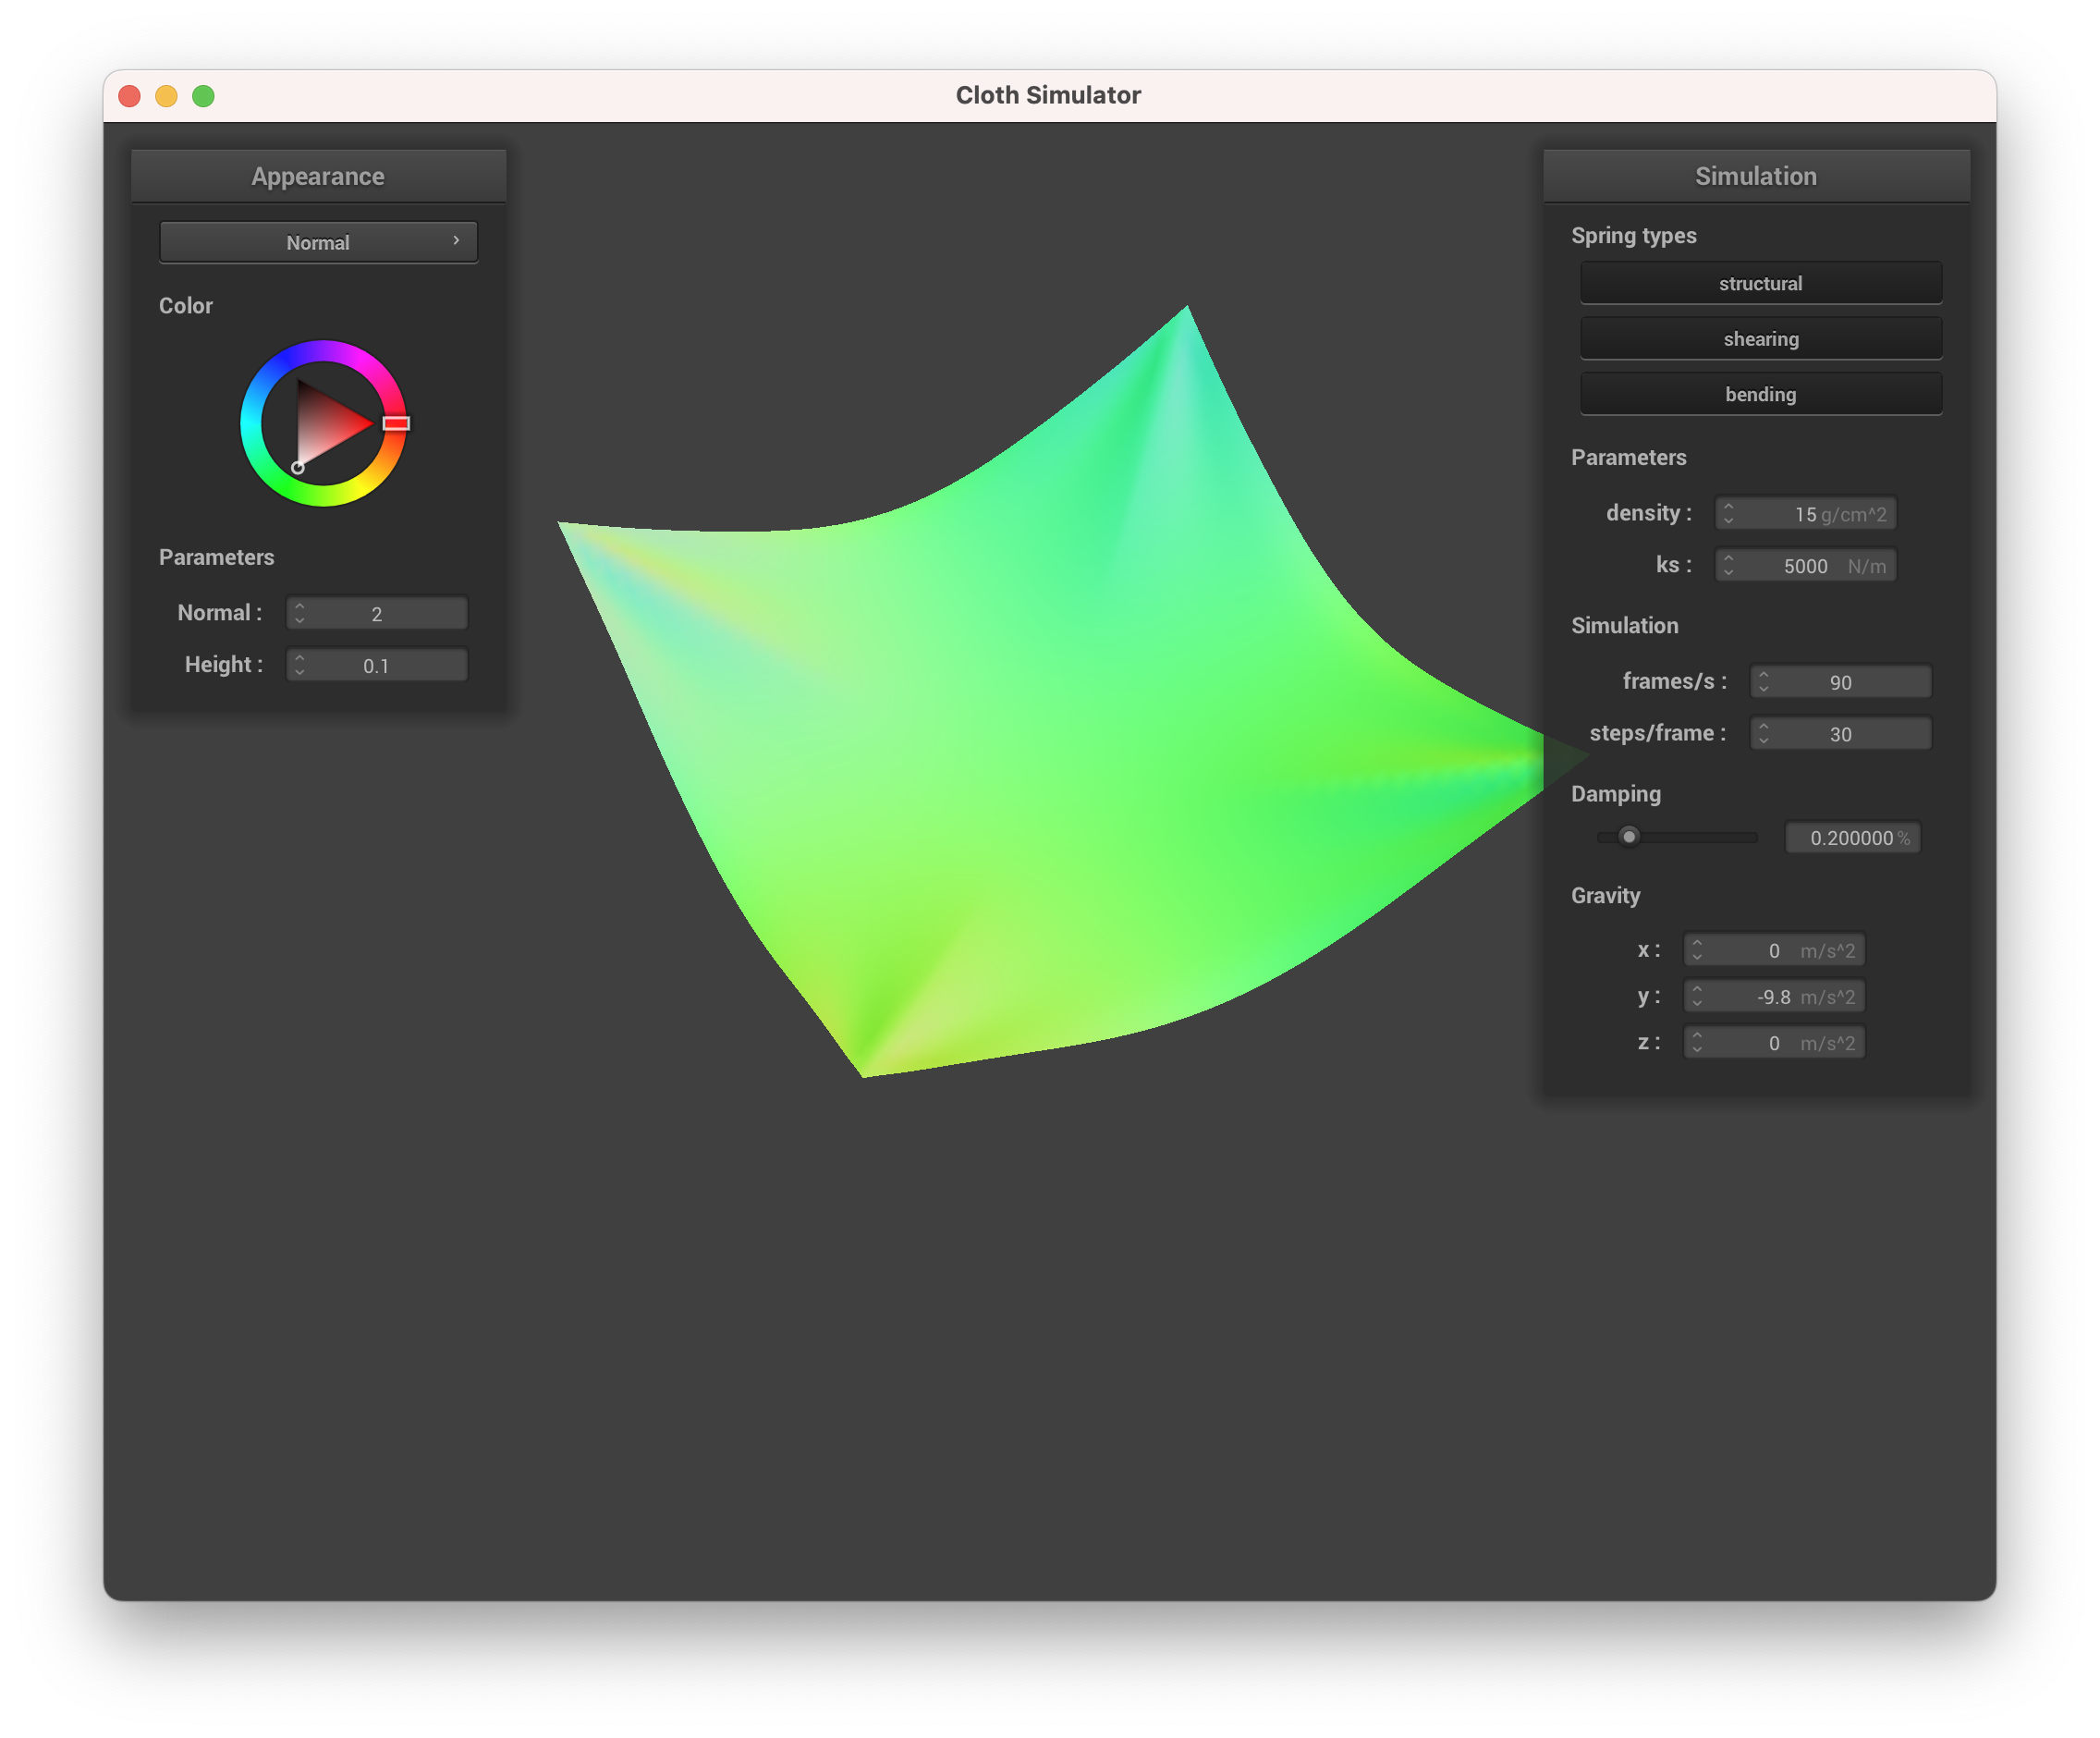 Cloth Simulator
Appearance
Normal
Color
Parameters
Normal : 2
Height : 0.1
Simulation
Spring types
structural
shearing
bending
Parameters
density : 15 g/cm^2
ks : 5000 N/m
Simulation
frames/s : 90
steps/frame : 30
Damping
0.200000 %
Gravity
x : 0 m/s^2
y : -9.8 m/s^2
z : 0 m/s^2